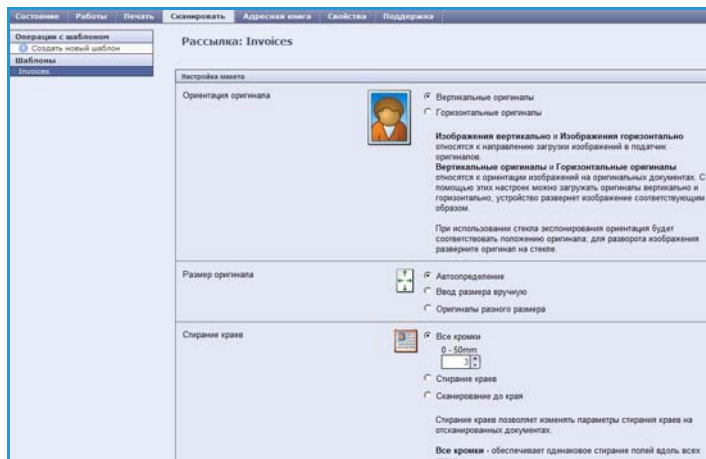 Состояние Работы Печать Сканировать Адресная книга Свойства Поддержка
Операция с шаблоном
Создать новый шаблон
Шаблоны
Invoices
Рассылка: Invoices
Настройка макета
Ориентация оригинала
Вертикальные оригиналы
Горизонтальные оригиналы
Изображения вертикально и Изображения горизонтально
относятся к направлению загрузки изображений в податчик
оригиналов.
Вертикальные оригиналы и Горизонтальные оригиналы
относятся к ориентации изображений на оригинальных документах. С
помощью этих настроек можно загружать оригиналы вертикально и
горизонтально, устройство развернет изображение соответствующим
образом.
При использовании стекла экспонирования ориентация будет
соответствовать положению оригинала; для разворота изображения
разверните оригинал на стекле.
Размер оригинала
Автоопределение
Ввод размера вручную
Оригиналы разного размера
Стирание краев
Все кромки
0 - 50mm
3
Стирание краев
Сканирование до края
Стирание краев позволяет изменять параметры стирания краев на
отсканированных документах.
Все кромки - обеспечивает одинаковое стирание полей вдоль всех